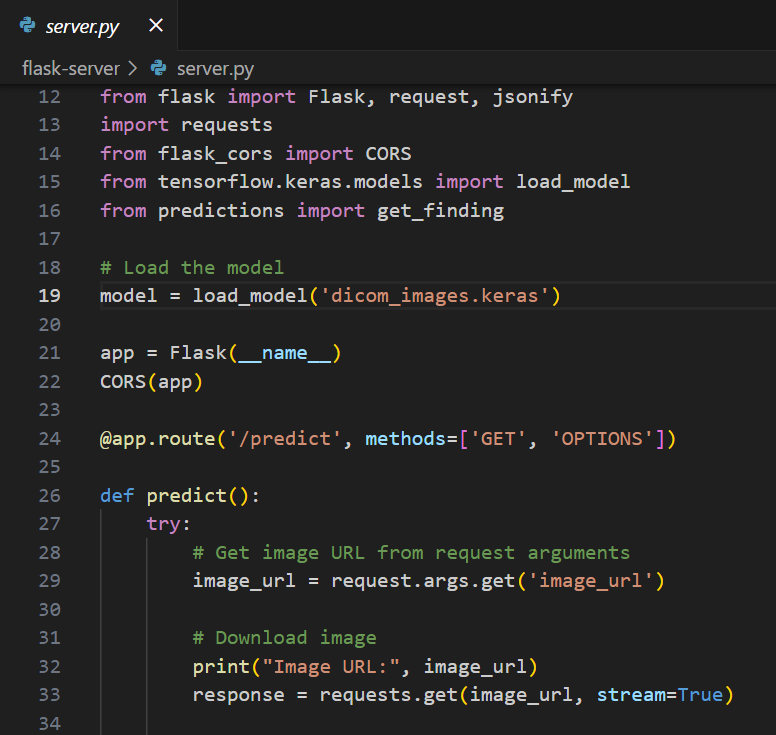 server.py
flask-server > server.py
12 from flask import Flask, request, jsonify
13 import requests
14 from flask_cors import CORS
15 from tensorflow.keras.models import load_model
16 from predictions import get_finding
17
18 # Load the model
19 model = load_model('dicom_images.keras')
20
21 app = Flask(__name__)
22 CORS(app)
23
24 @app.route('/predict', methods=['GET', 'OPTIONS'])
25
26 def predict():
27     try:
28         # Get image URL from request arguments
29         image_url = request.args.get('image_url')
30
31         # Download image
32         print("Image URL:", image_url)
33         response = requests.get(image_url, stream=True)
34